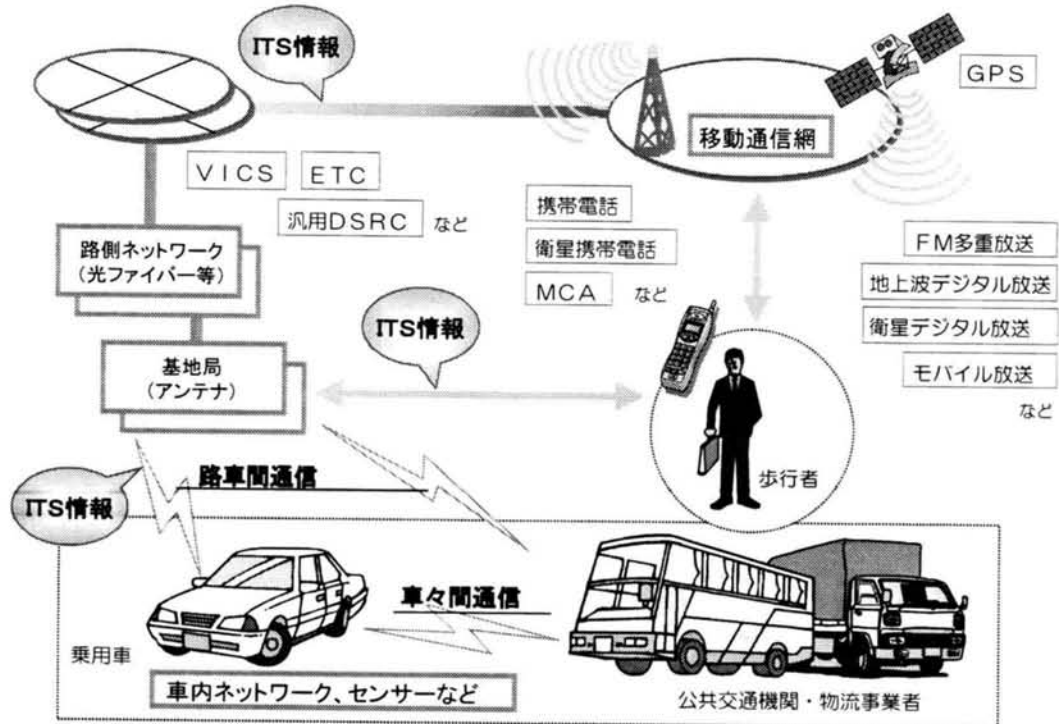 ITS情報
GPS
移動通信網
VICS
ETC
汎用DSRC
など
携帯電話
衛星携帯電話
MCA
など
FM多重放送
地上波デジタル放送
衛星デジタル放送
モバイル放送
など
路側ネットワーク
(光ファイバー等)
ITS情報
基地局
(アンテナ)
歩行者
路車間通信
ITS情報
車々間通信
乗用車
車内ネットワーク、センサーなど
公共交通機関・物流事業者